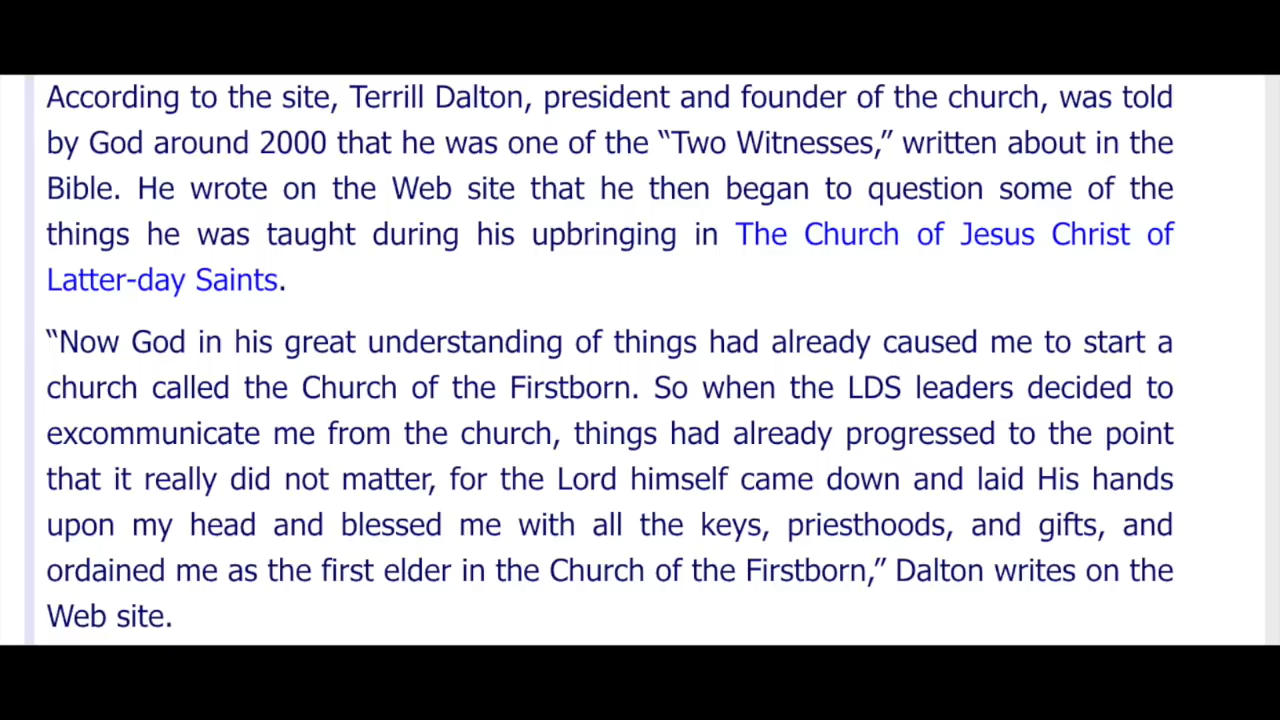 According to the site, Terrill Dalton, president and founder of the church, was told
by God around 2000 that he was one of the “Two Witnesses,” written about in the
Bible. He wrote on the Web site that he then began to question some of the
things he was taught during his upbringing in The Church of Jesus Christ of
Latter-day Saints.
“Now God in his great understanding of things had already caused me to start a
church called the Church of the Firstborn. So when the LDS leaders decided to
excommunicate me from the church, things had already progressed to the point
that it really did not matter, for the Lord himself came down and laid His hands
upon my head and blessed me with all the keys, priesthoods, and gifts, and
ordained me as the first elder in the Church of the Firstborn,” Dalton writes on the
Web site.